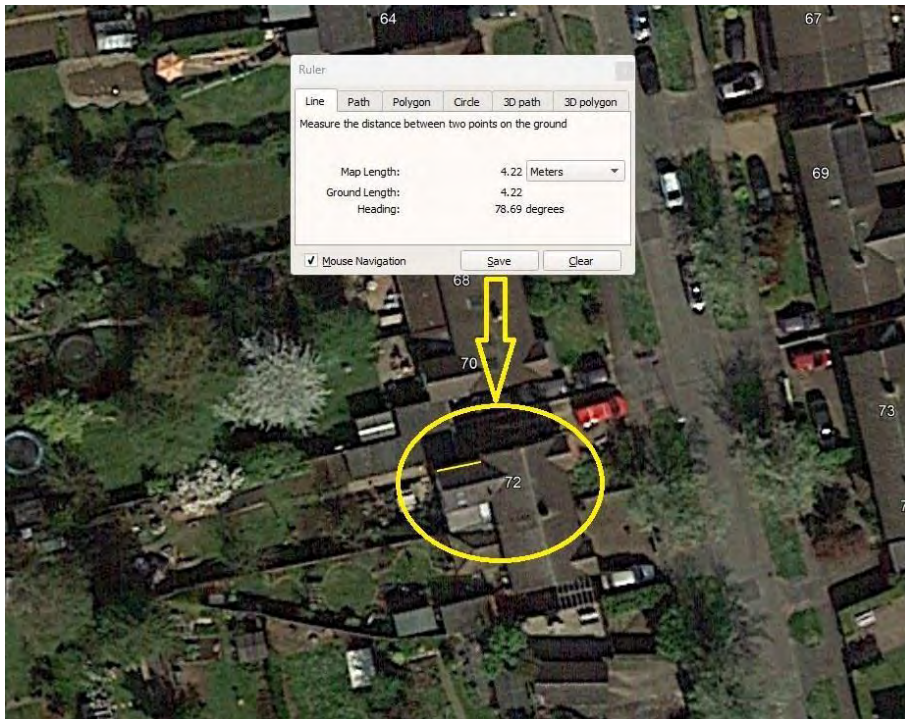 64
67
Ruler
Line Path Polygon Circle 3D path 3D polygon
Measure the distance between two points on the ground
Map Length: 4.22 Meters
Ground Length: 4.22
Heading: 78.69 degrees
Mouse Navigation Save Clear
69
68
70
73
72